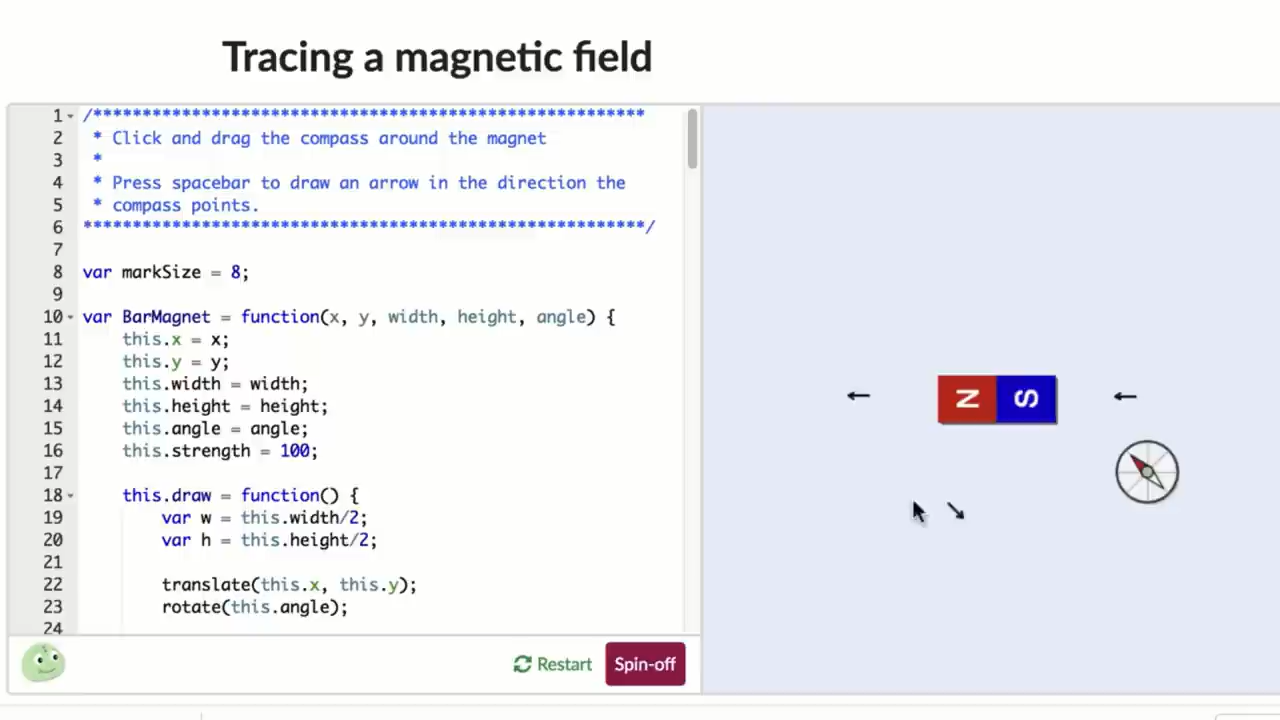 Tracing a magnetic field
1 /********************************************************
2 * Click and drag the compass around the magnet
3 *
4 * Press spacebar to draw an arrow in the direction the
5 * compass points.
6 *********************************************************/
7
8 var markSize = 8;
9
10 var BarMagnet = function(x, y, width, height, angle) {
11 this.x = x;
12 this.y = y;
13 this.width = width;
14 this.height = height;
15 this.angle = angle;
16 this.strength = 100;
17
18 this.draw = function() {
19 var w = this.width/2;
20 var h = this.height/2;
21
22 translate(this.x, this.y);
23 rotate(this.angle);
24
N S
Restart Spin-off